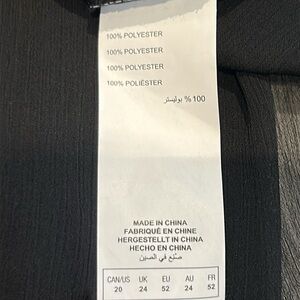 100% POLYESTER
100% POLYESTER
100% POLYESTER
100% POLIÉSTER
100 % بوليستر
MADE IN CHINA
FABRIQUÉ EN CHINE
HERGESTELLT IN CHINA
HECHO EN CHINA
صنع في الصين
CAN/US UK EU AU FR
20 24 52 24 52